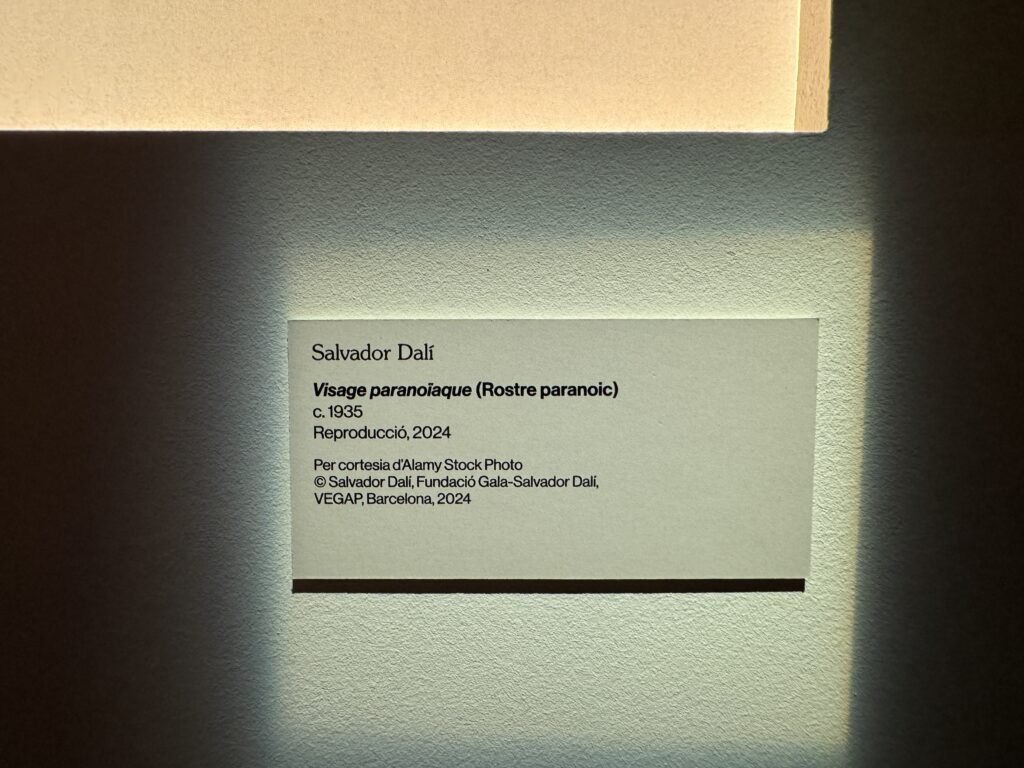 Salvador Dalí
Visage paranoïaque (Rostre paranoic)
c. 1935
Reproducció, 2024
Per cortesia d'Alamy Stock Photo
© Salvador Dalí, Fundació Gala-Salvador Dalí,
VEGAP, Barcelona, 2024